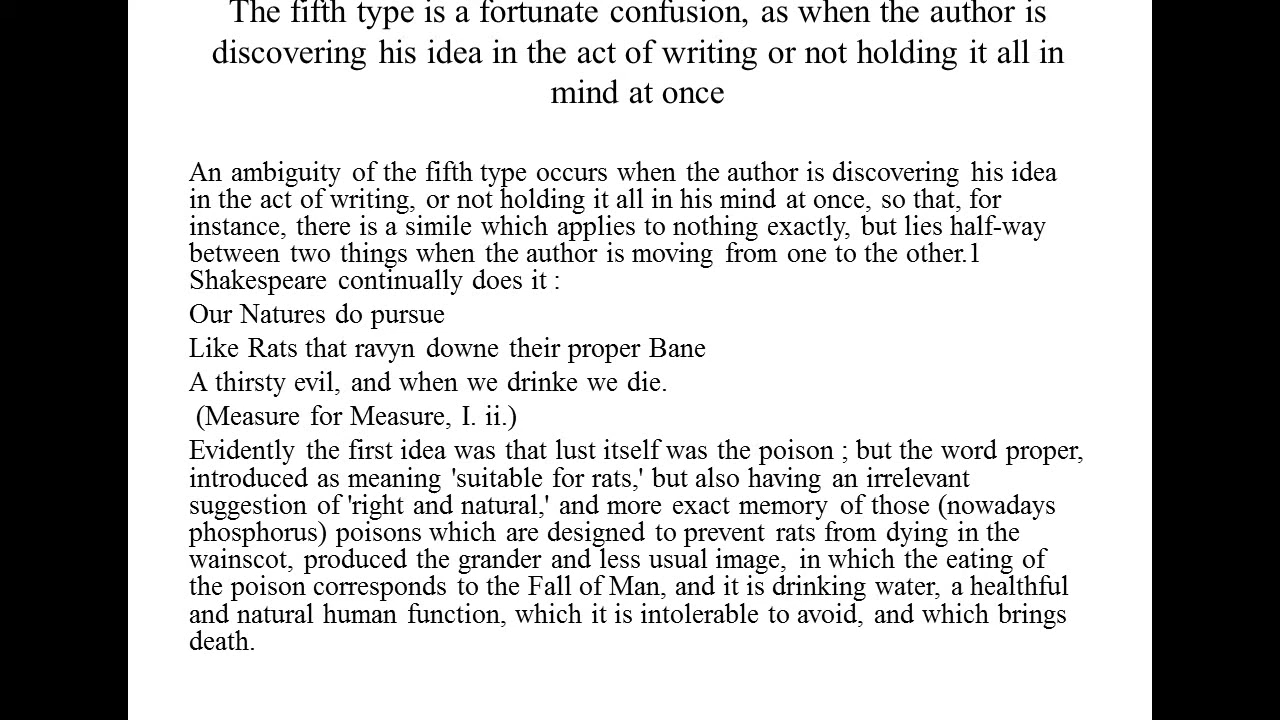 The fifth type is a fortunate confusion, as when the author is
discovering his idea in the act of writing or not holding it all in
mind at once
An ambiguity of the fifth type occurs when the author is discovering his idea
in the act of writing, or not holding it all in his mind at once, so that, for
instance, there is a simile which applies to nothing exactly, but lies half-way
between two things when the author is moving from one to the other.1
Shakespeare continually does it :
Our Natures do pursue
Like Rats that ravyn downe their proper Bane
A thirsty evil, and when we drinke we die.
(Measure for Measure, I. ii.)
Evidently the first idea was that lust itself was the poison ; but the word proper,
introduced as meaning 'suitable for rats,' but also having an irrelevant
suggestion of 'right and natural,' and more exact memory of those (nowadays
phosphorus) poisons which are designed to prevent rats from dying in the
wainscot, produced the grander and less usual image, in which the eating of
the poison corresponds to the Fall of Man, and it is drinking water, a healthful
and natural human function, which it is intolerable to avoid, and which brings
death.